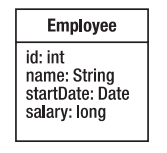 Employee
id: int
name: String
startDate: Date
salary: long